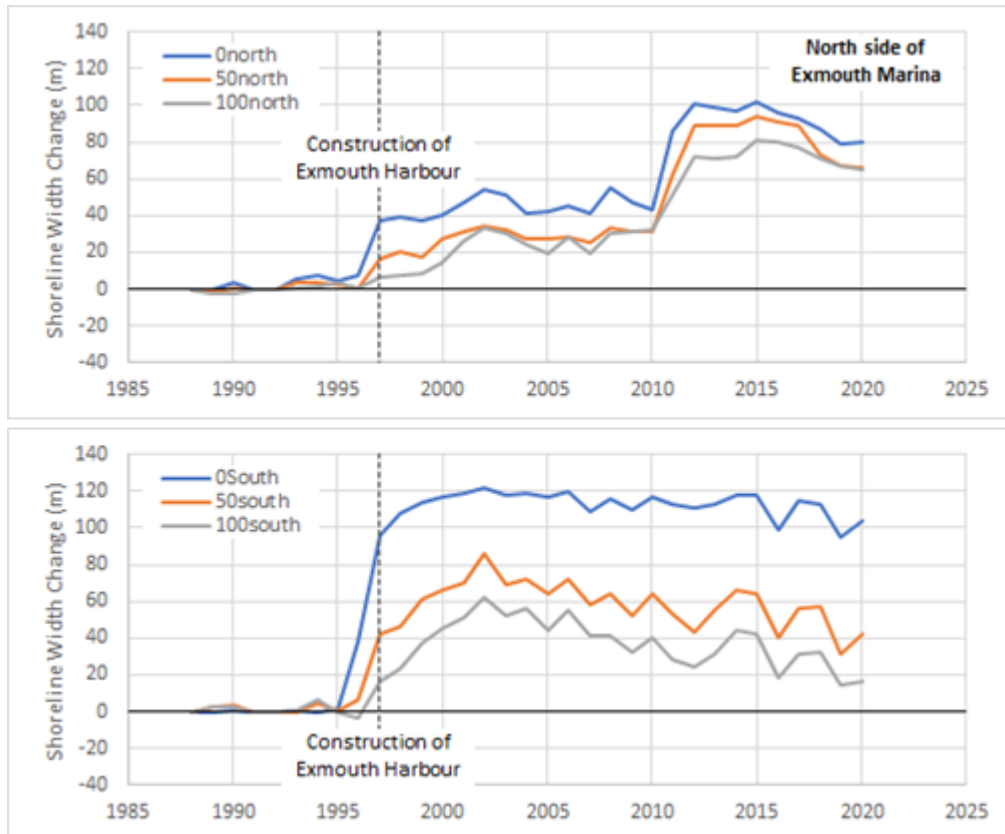 140
120
100
80
60
40
20
0
-20
-40
Shoreline Width Change (m)
0north
50north
100north
Construction of
Exmouth Harbour
North side of
Exmouth Marina
1985 1990 1995 2000 2005 2010 2015 2020 2025
140
120
100
80
60
40
20
0
-20
-40
Shoreline Width Change (m)
0South
50south
100south
Construction of
Exmouth Harbour
1985 1990 1995 2000 2005 2010 2015 2020 2025